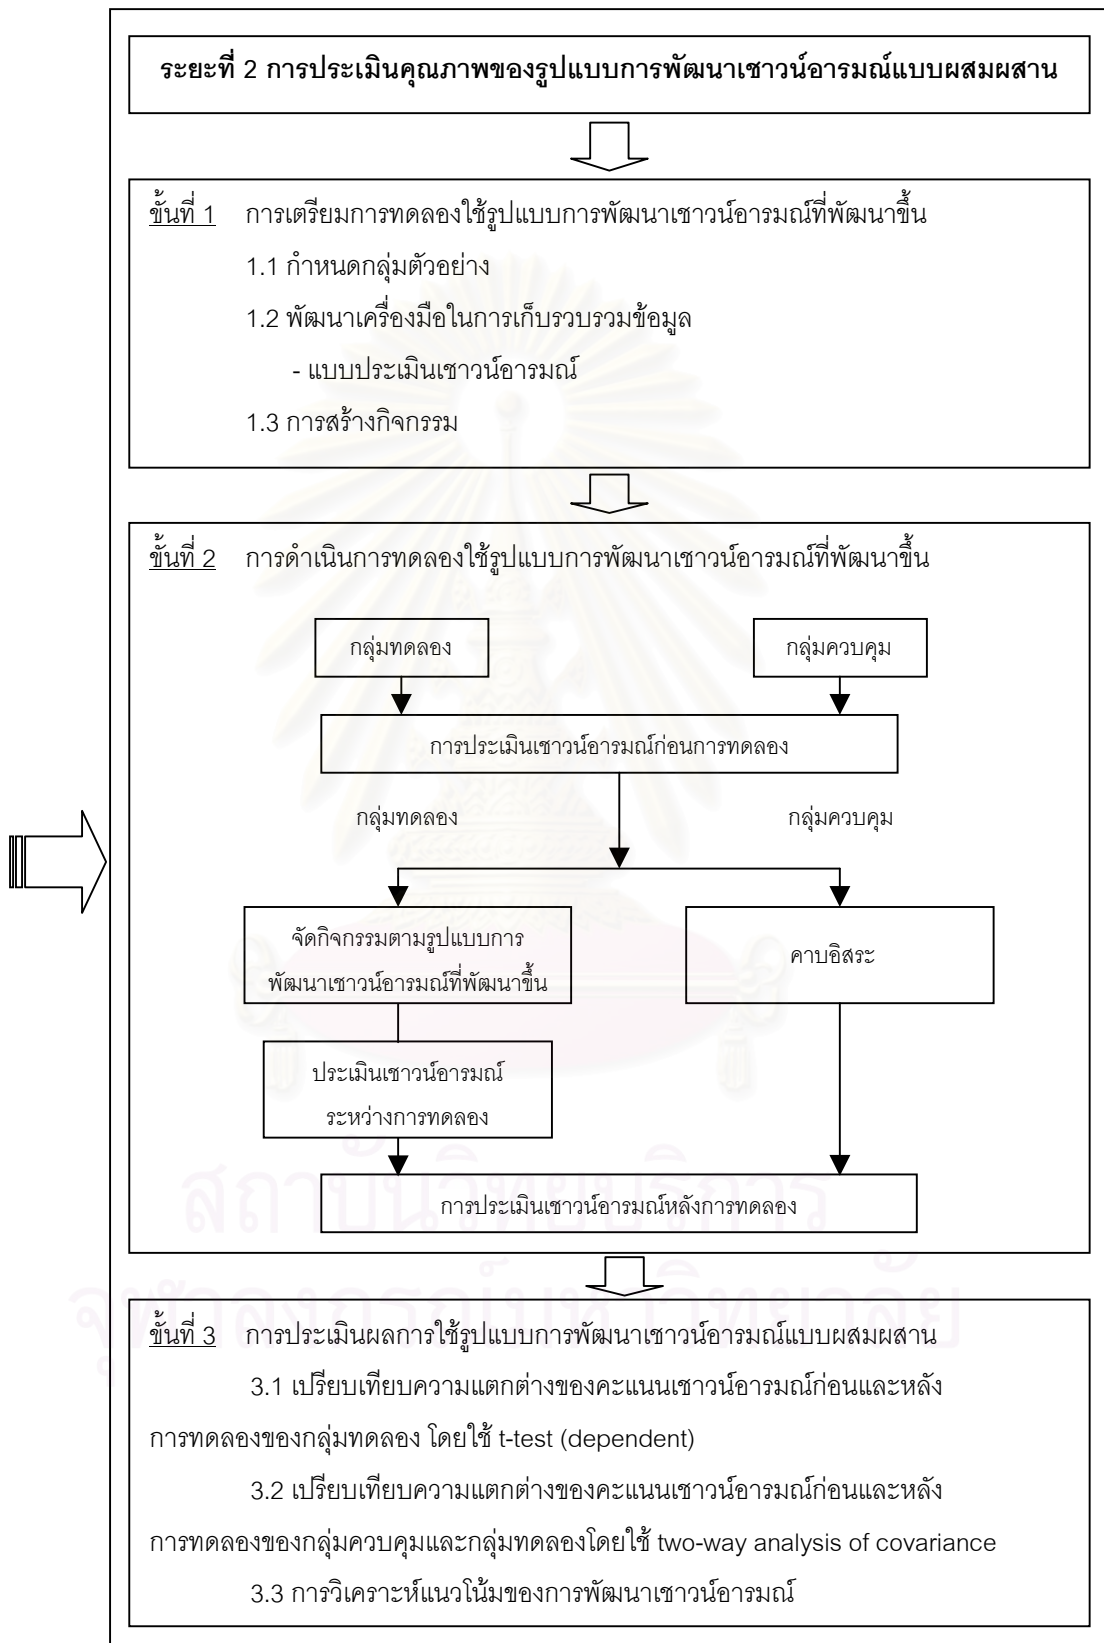 ระยะที่ 2 การประเมินคุณภาพของรูปแบบการพัฒนาเชาวน์อารมณ์แบบผสมผสาน
ขั้นที่ 1 การเตรียมการทดลองใช้รูปแบบการพัฒนาเชาวน์อารมณ์ที่พัฒนาขึ้น
1.1 กำหนดกลุ่มตัวอย่าง
1.2 พัฒนาเครื่องมือในการเก็บรวบรวมข้อมูล
- แบบประเมินเชาวน์อารมณ์
1.3 การสร้างกิจกรรม
ขั้นที่ 2 การดำเนินการทดลองใช้รูปแบบการพัฒนาเชาวน์อารมณ์ที่พัฒนาขึ้น
กลุ่มทดลอง กลุ่มควบคุม
การประเมินเชาวน์อารมณ์ก่อนการทดลอง
กลุ่มทดลอง กลุ่มควบคุม
จัดกิจกรรมตามรูปแบบการ
พัฒนาเชาวน์อารมณ์ที่พัฒนาขึ้น
คาบอิสระ
ประเมินเชาวน์อารมณ์
ระหว่างการทดลอง
การประเมินเชาวน์อารมณ์หลังการทดลอง
สถาบันวิทยบริการ
จุฬาลงกรณ์มหาวิทยาลัย
ขั้นที่ 3 การประเมินผลการใช้รูปแบบการพัฒนาเชาวน์อารมณ์แบบผสมผสาน
3.1 เปรียบเทียบความแตกต่างของคะแนนเชาวน์อารมณ์ก่อนและหลัง
การทดลองของกลุ่มทดลอง โดยใช้ t-test (dependent)
3.2 เปรียบเทียบความแตกต่างของคะแนนเชาวน์อารมณ์ก่อนและหลัง
การทดลองของกลุ่มควบคุมและกลุ่มทดลองโดยใช้ two-way analysis of covariance
3.3 การวิเคราะห์แนวโน้มของการพัฒนาเชาวน์อารมณ์